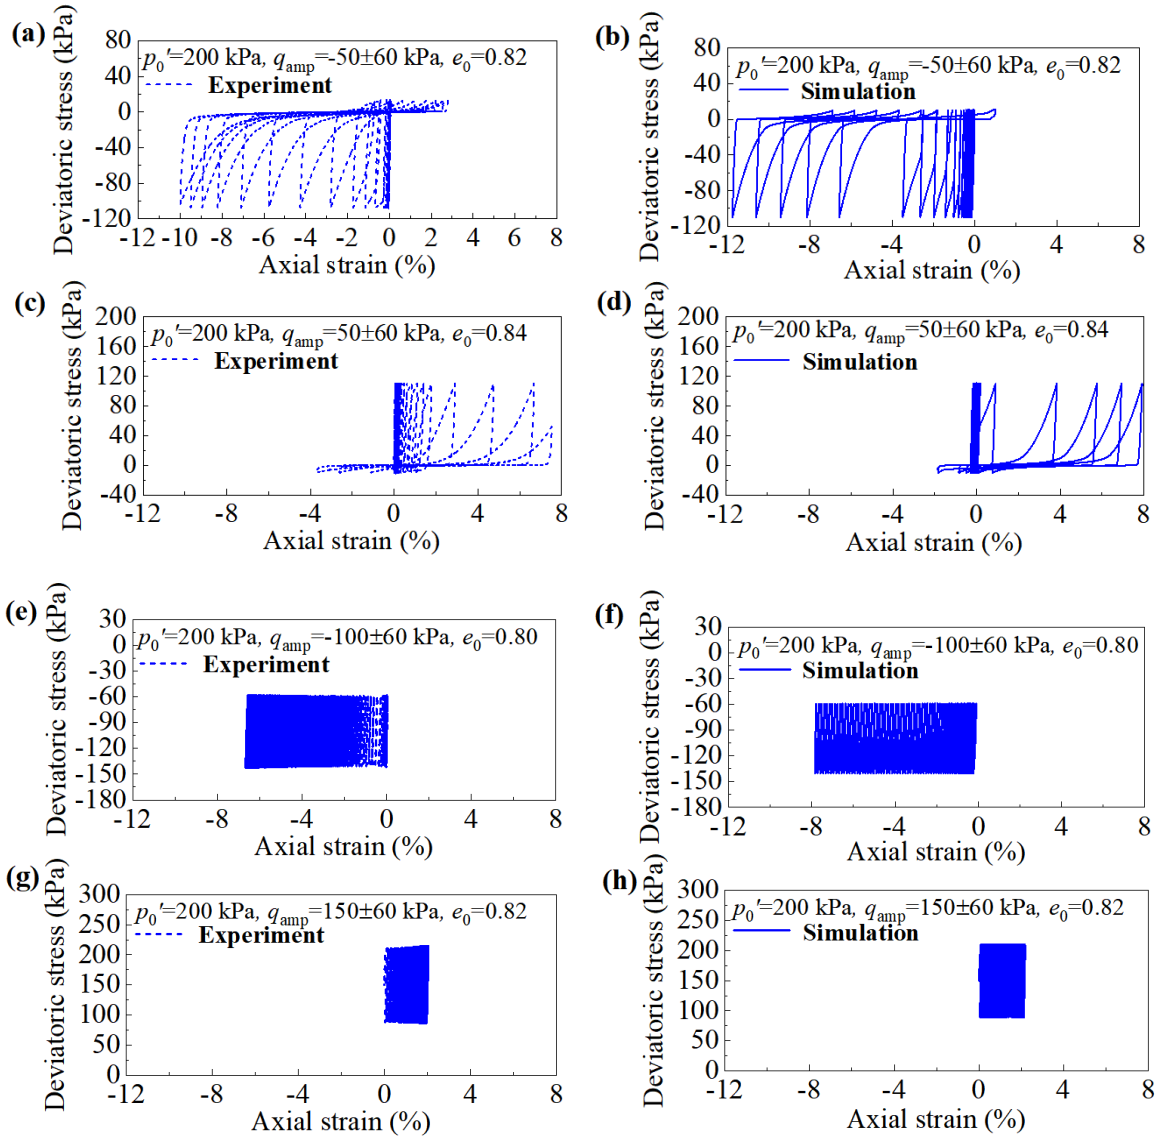 (a)
p0′=200 kPa, qamp=-50±60 kPa, e0=0.82
Experiment
Deviatoric stress (kPa)
80
40
0
-40
-80
-120
-12 -10 -8 -6 -4 -2 0 2 4 6 8
Axial strain (%)
(b)
p0′=200 kPa, qamp=-50±60 kPa, e0=0.82
Simulation
Deviatoric stress (kPa)
80
60
40
20
0
-20
-40
-60
-80
-100
-120
-12 -8 -4 0 4 8
Axial strain (%)
(c)
p0′=200 kPa, qamp=50±60 kPa, e0=0.84
Experiment
Deviatoric stress (kPa)
200
160
120
80
40
0
-40
-12 -8 -4 0 4 8
Axial strain (%)
(d)
p0′=200 kPa, qamp=50±60 kPa, e0=0.84
Simulation
Deviatoric stress (kPa)
200
160
120
80
40
0
-40
-12 -8 -4 0 4 8
Axial strain (%)
(e)
p0′=200 kPa, qamp=-100±60 kPa, e0=0.80
Experiment
Deviatoric stress (kPa)
30
0
-30
-60
-90
-120
-150
-180
-12 -8 -4 0 4 8
Axial strain (%)
(f)
p0′=200 kPa, qamp=-100±60 kPa, e0=0.80
Simulation
Deviatoric stress (kPa)
30
0
-30
-60
-90
-120
-150
-180
-12 -8 -4 0 4 8
Axial strain (%)
(g)
p0′=200 kPa, qamp=150±60 kPa, e0=0.82
Experiment
Deviatoric stress (kPa)
300
250
200
150
100
50
0
-12 -8 -4 0 4 8
Axial strain (%)
(h)
p0′=200 kPa, qamp=150±60 kPa, e0=0.82
Simulation
Deviatoric stress (kPa)
300
250
200
150
100
50
0
-12 -8 -4 0 4 8
Axial strain (%)